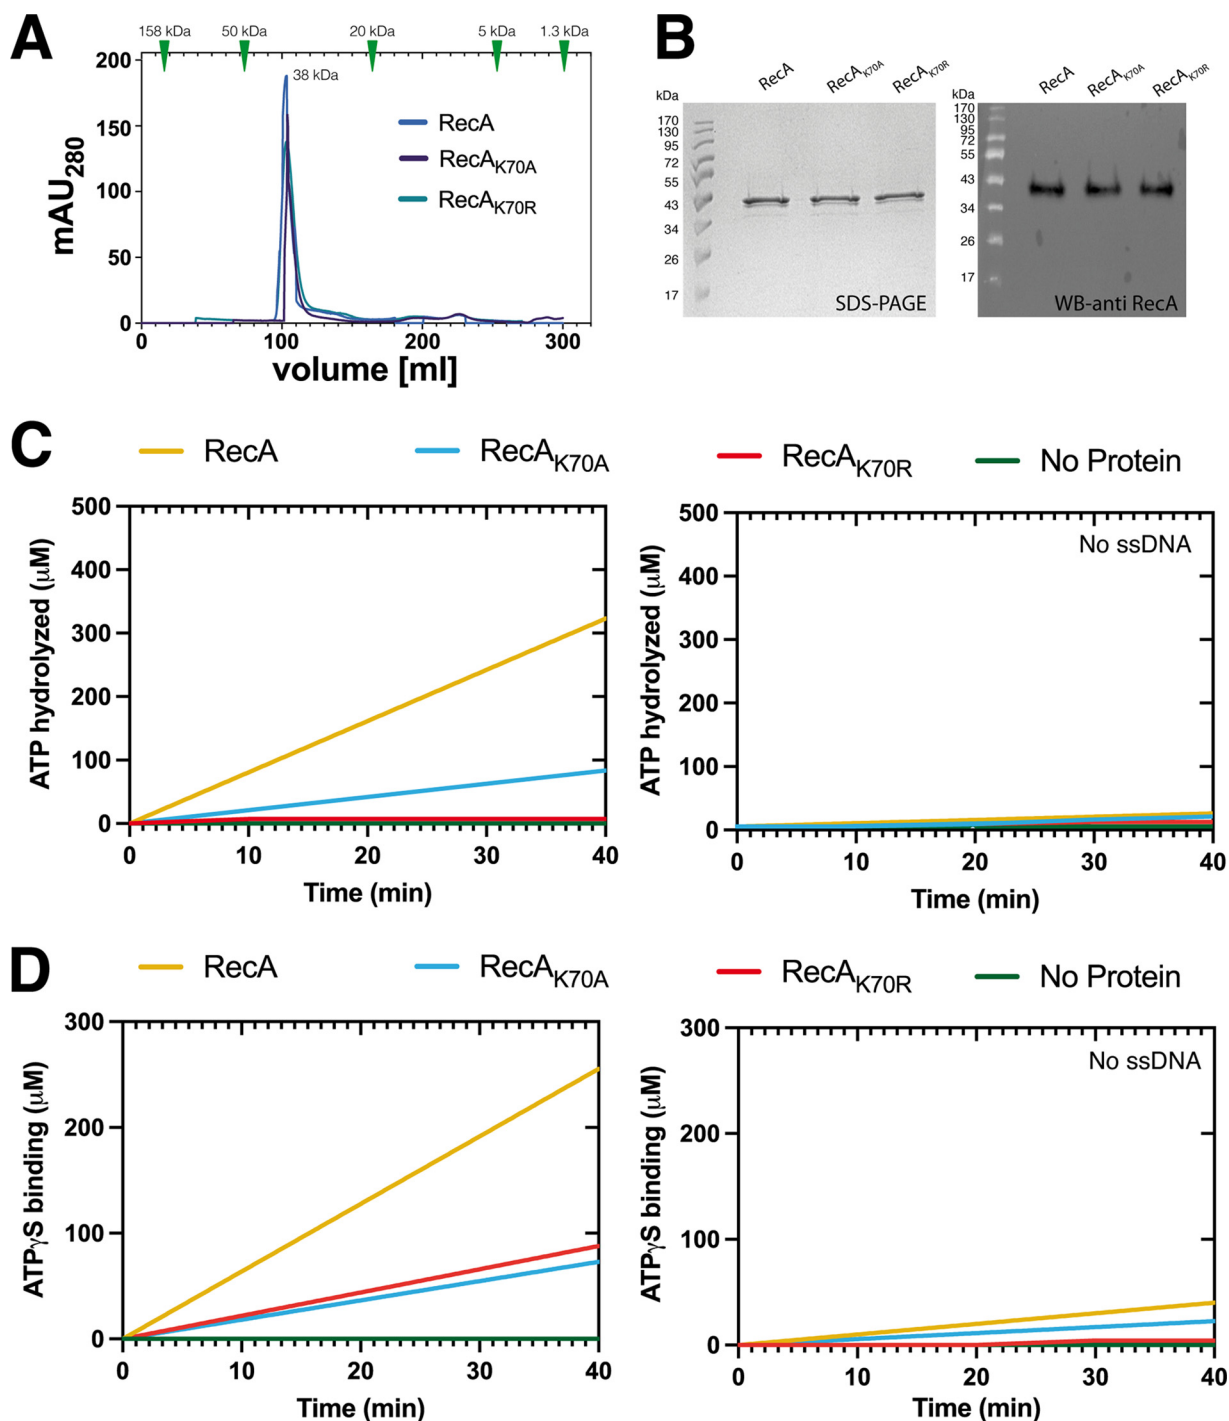 A
158 kDa 50 kDa 20 kDa 5 kDa 1.3 kDa
38 kDa
200
150
100
50
0
mAU280
RecA
RecAK70A
RecAK70R
0 100 200 300
volume [ml]
B
RecA RecAK70A RecAK70R
kDa
170
130
95
72
55
43
34
26
17
SDS-PAGE
RecA RecAK70A RecAK70R
kDa
170
130
95
72
55
43
34
26
17
WB-anti RecA
C
RecA RecAK70A RecAK70R No Protein
500
400
300
200
100
0
ATP hydrolyzed (µM)
0 10 20 30 40
Time (min)
No ssDNA
500
400
300
200
100
0
ATP hydrolyzed (µM)
0 10 20 30 40
Time (min)
D
RecA RecAK70A RecAK70R No Protein
300
200
100
0
ATPγS binding (µM)
0 10 20 30 40
Time (min)
No ssDNA
300
200
100
0
ATPγS binding (µM)
0 10 20 30 40
Time (min)